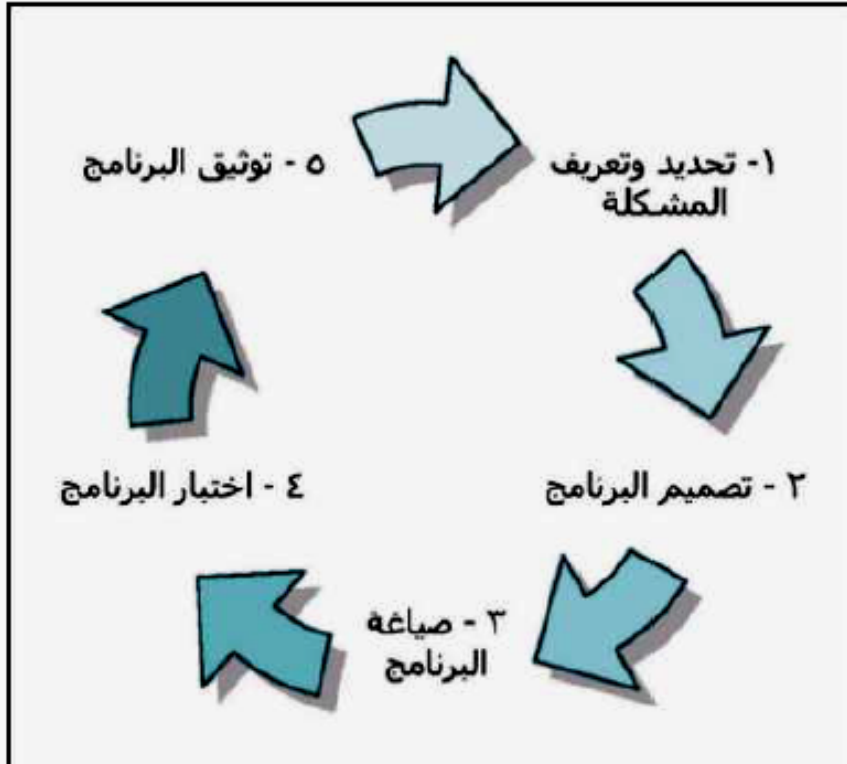 ١- تحديد وتعريف
المشكلة
٢ - تصميم البرنامج
٣ - صياغة
البرنامج
٤ - اختبار البرنامج
٥ - توثيق البرنامج